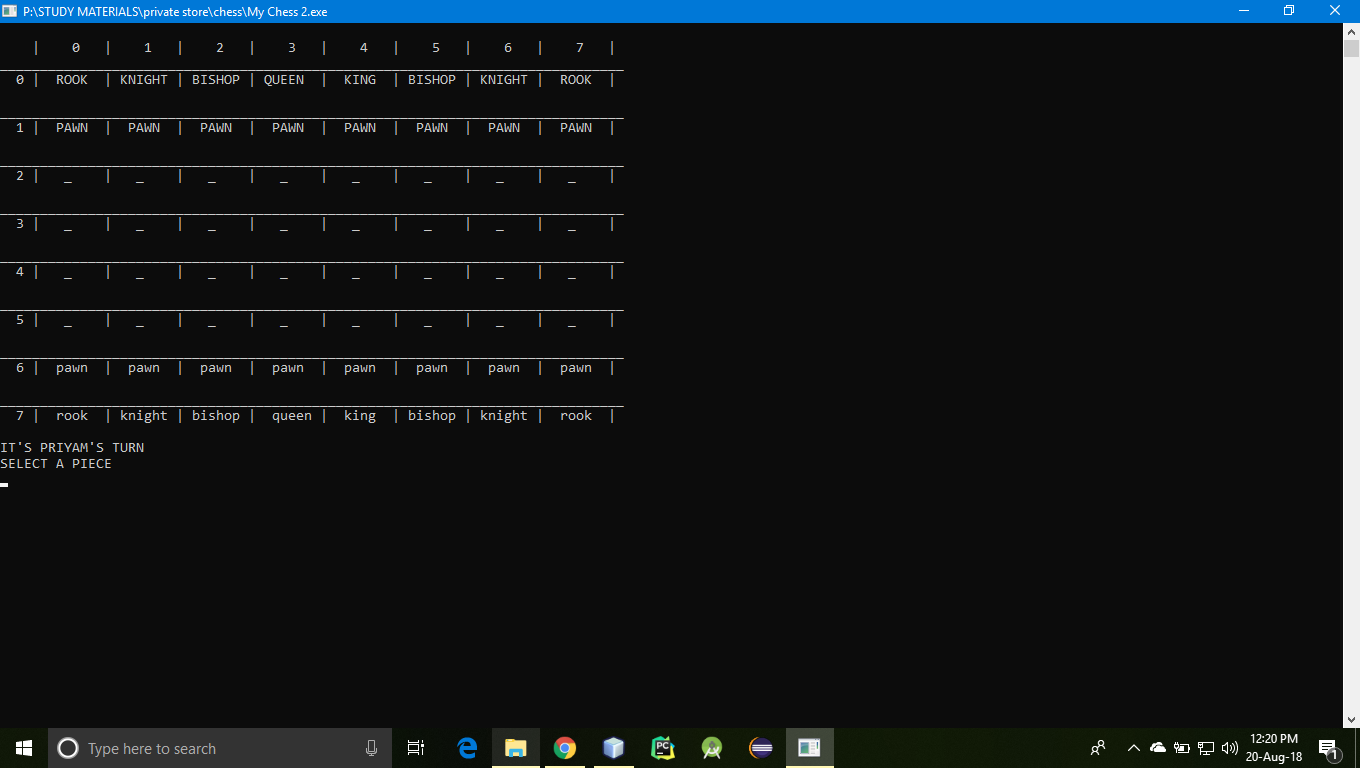 P:\STUDY MATERIALS\private store\chess\My Chess 2.exe
| 0 | 1 | 2 | 3 | 4 | 5 | 6 | 7 |
0 | ROOK | KNIGHT | BISHOP | QUEEN | KING | BISHOP | KNIGHT | ROOK |
1 | PAWN | PAWN | PAWN | PAWN | PAWN | PAWN | PAWN | PAWN |
2 | _ | _ | _ | _ | _ | _ | _ | _ |
3 | _ | _ | _ | _ | _ | _ | _ | _ |
4 | _ | _ | _ | _ | _ | _ | _ | _ |
5 | _ | _ | _ | _ | _ | _ | _ | _ |
6 | pawn | pawn | pawn | pawn | pawn | pawn | pawn | pawn |
7 | rook | knight | bishop | queen | king | bishop | knight | rook |
IT'S PRIYAM'S TURN
SELECT A PIECE
Type here to search
PC
12:20 PM
20-Aug-18
1